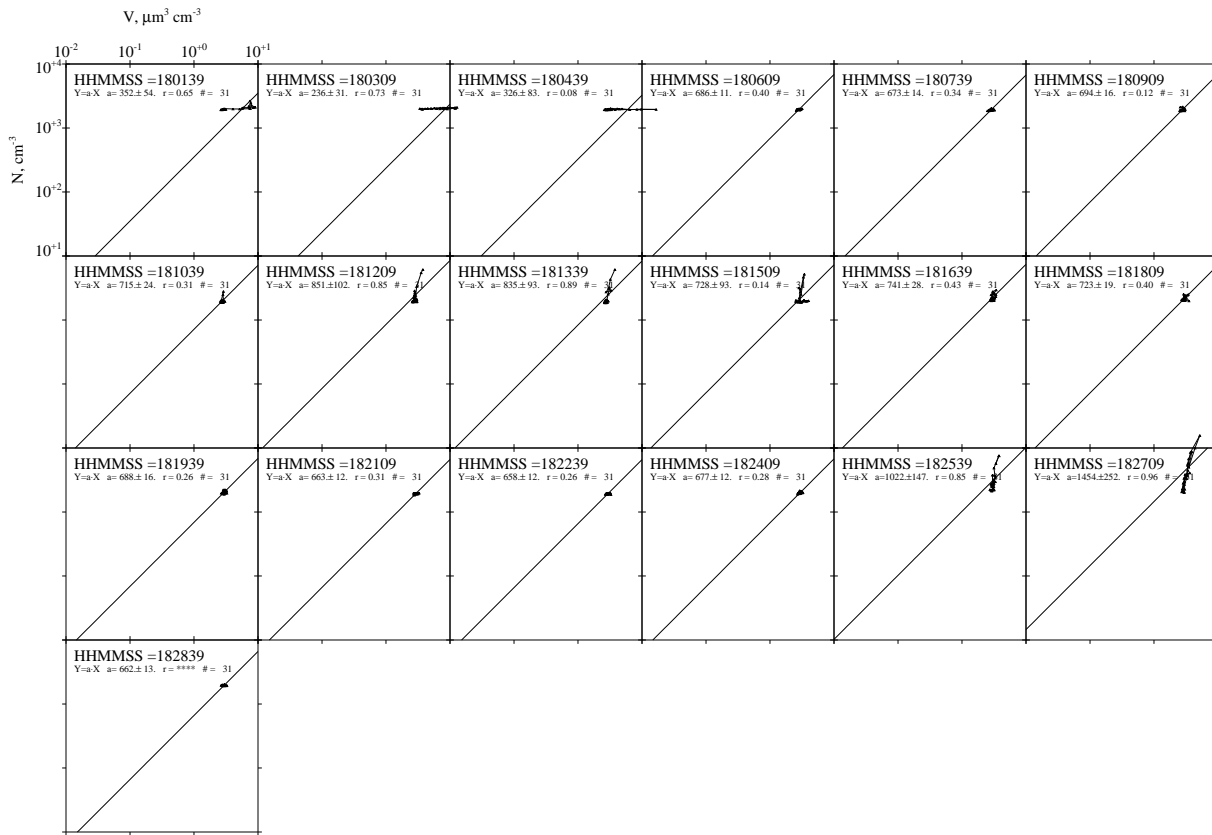 V, μm³ cm⁻³
10⁻² 10⁻¹ 10⁺⁰ 10⁺¹
N, cm⁻³
10⁺⁴
10⁺³
10⁺²
10⁺¹
HHMMSS =180139
Y=a·X a= 352.± 54. r = 0.65 # = 31
HHMMSS =180309
Y=a·X a= 236.± 31. r = 0.73 # = 31
HHMMSS =180439
Y=a·X a= 326.± 83. r = 0.08 # = 31
HHMMSS =180609
Y=a·X a= 686.± 11. r = 0.40 # = 31
HHMMSS =180739
Y=a·X a= 673.± 14. r = 0.34 # = 31
HHMMSS =180909
Y=a·X a= 694.± 16. r = 0.12 # = 31
HHMMSS =181039
Y=a·X a= 715.± 24. r = 0.31 # = 31
HHMMSS =181209
Y=a·X a= 851.±102. r = 0.85 # = 31
HHMMSS =181339
Y=a·X a= 835.± 93. r = 0.89 # = 31
HHMMSS =181509
Y=a·X a= 728.± 93. r = 0.14 # = 31
HHMMSS =181639
Y=a·X a= 741.± 28. r = 0.43 # = 31
HHMMSS =181809
Y=a·X a= 723.± 19. r = 0.40 # = 31
HHMMSS =181939
Y=a·X a= 688.± 16. r = 0.26 # = 31
HHMMSS =182109
Y=a·X a= 663.± 12. r = 0.31 # = 31
HHMMSS =182239
Y=a·X a= 658.± 12. r = 0.26 # = 31
HHMMSS =182409
Y=a·X a= 677.± 12. r = 0.28 # = 31
HHMMSS =182539
Y=a·X a=1022.±147. r = 0.85 # = 31
HHMMSS =182709
Y=a·X a=1454.±252. r = 0.96 # = 31
HHMMSS =182839
Y=a·X a= 662.± 13. r = **** # = 31